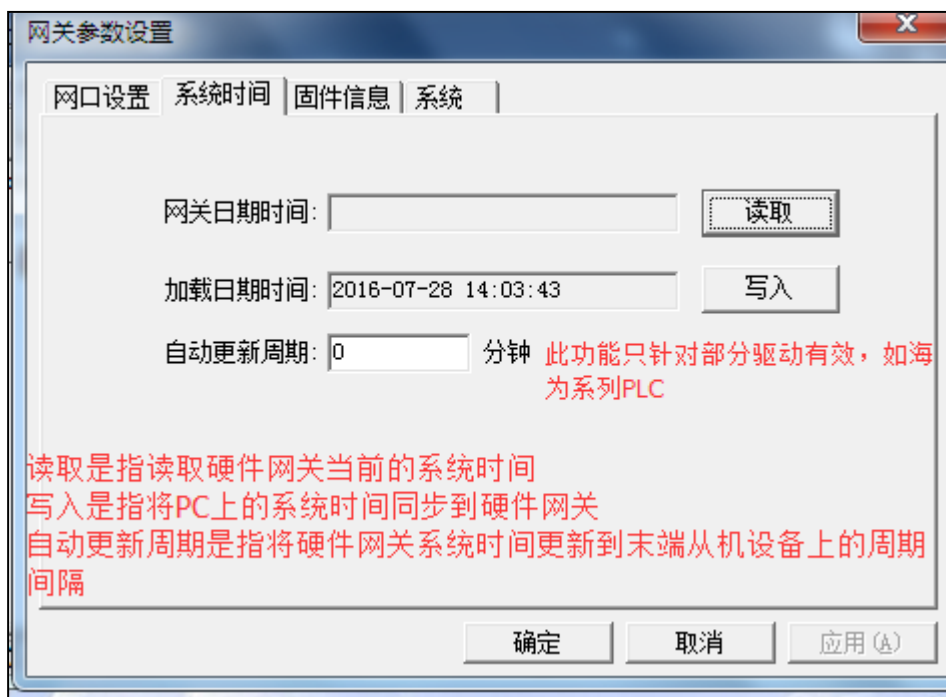 网关参数设置
网口设置 系统时间 固件信息 系统
网关日期时间: 读取
加载日期时间: 2016-07-28 14:03:43 写入
自动更新周期: 0 分钟 此功能只针对部分驱动有效，如海
为系列PLC
读取是指读取硬件网关当前的系统时间
写入是指将PC上的系统时间同步到硬件网关
自动更新周期是指将硬件网关系统时间更新到末端从机设备上的周期
间隔
确定 取消 应用(A)